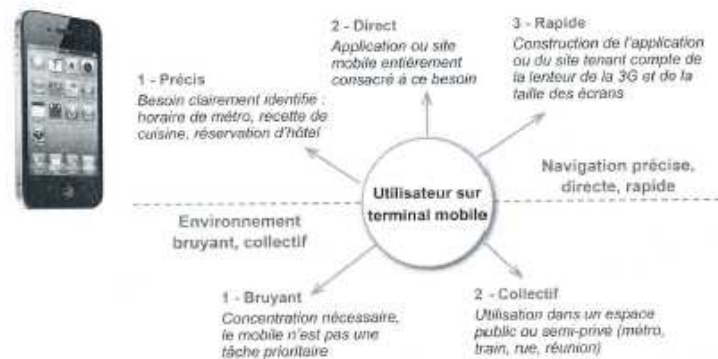 2 - Direct
Application ou site
mobile entièrement
consacré à ce besoin
3 - Rapide
Construction de l'application
ou du site tenant compte de
la lenteur de la 3G et de la
taille des écrans
1 - Précis
Besoin clairement identifié :
horaire de métro, recette de
cuisine, réservation d'hôtel
Utilisateur sur
terminal mobile
Navigation précise,
directe, rapide
Environnement
bruyant, collectif
1 - Bruyant
Concentration nécessaire,
le mobile n'est pas une
tâche prioritaire
2 - Collectif
Utilisation dans un espace
public ou semi-privé (métro,
train, rue, réunion)